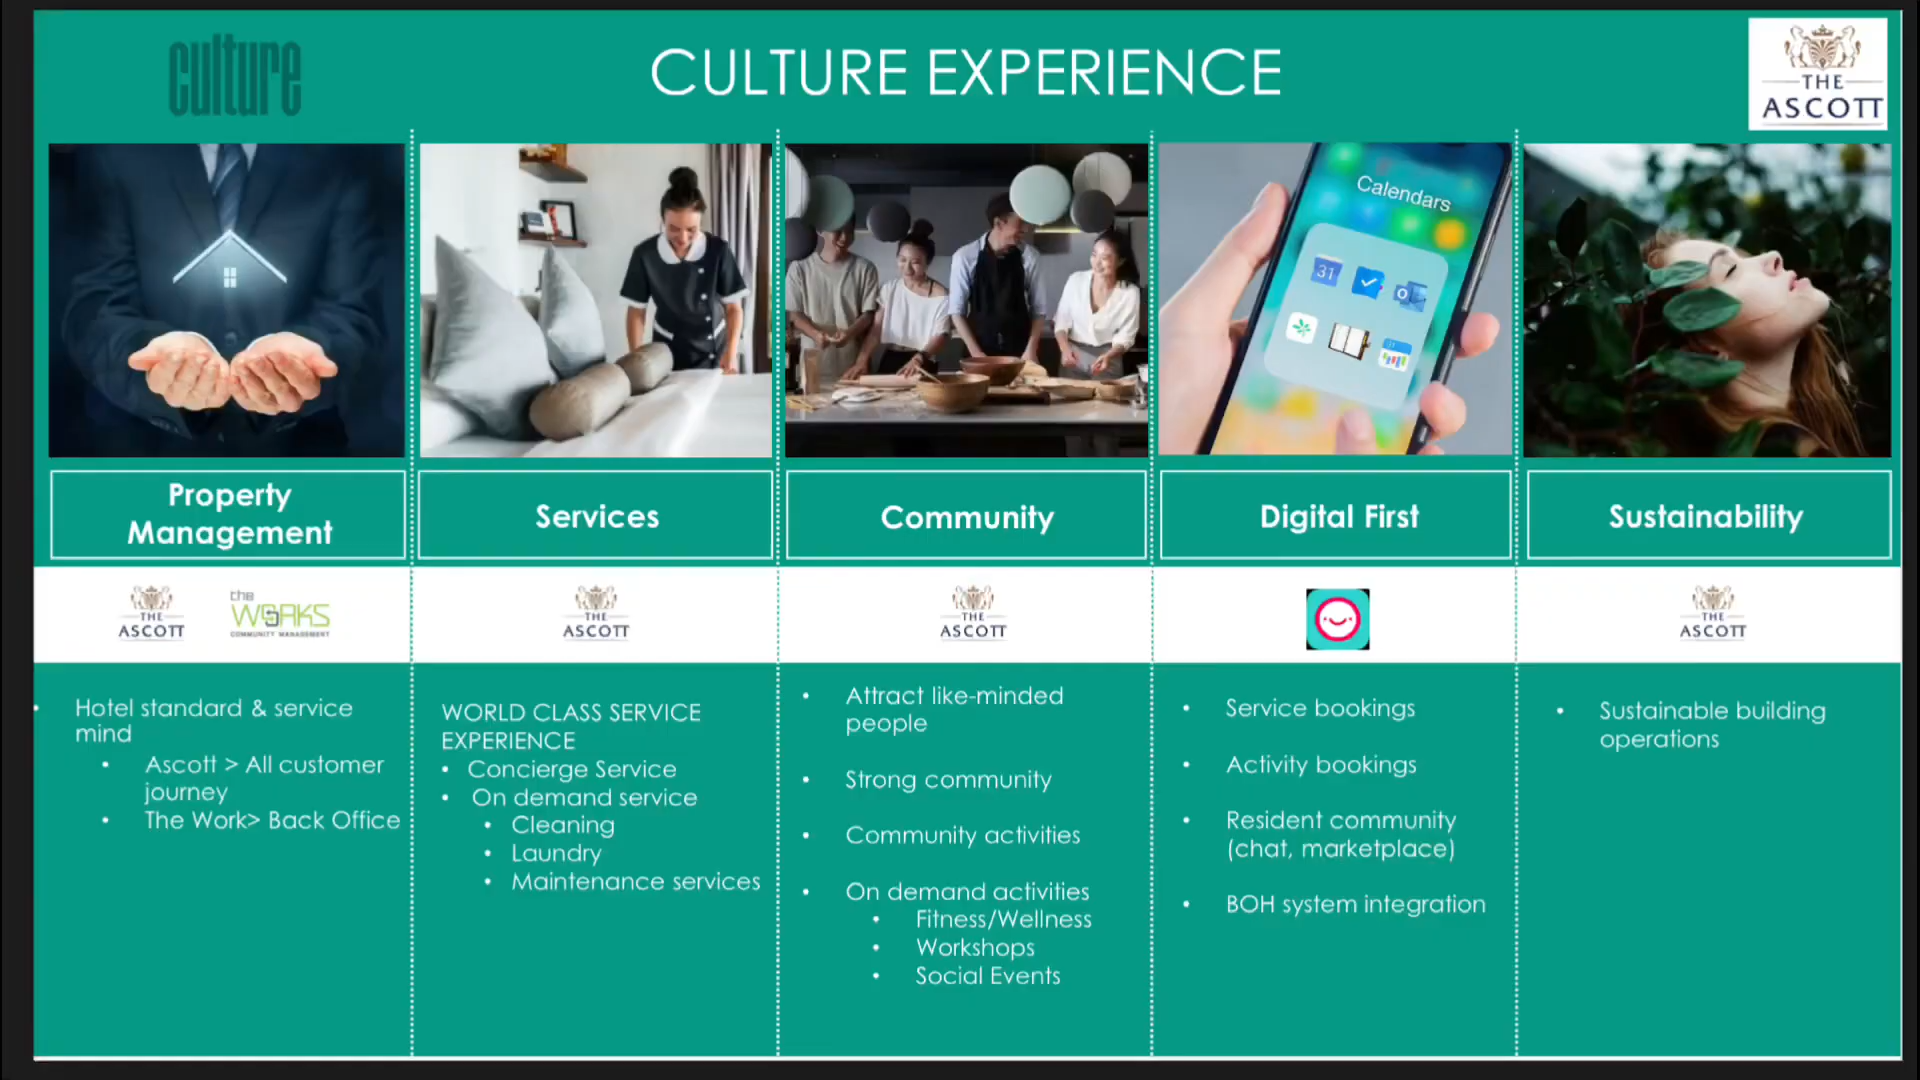 culture
CULTURE EXPERIENCE
THE
ASCOTT
Calendars
31
31
Property
Management
Services
Community
Digital First
Sustainability
THE
ASCOTT
the
WORKS
COMMUNITY MANAGEMENT
THE
ASCOTT
THE
ASCOTT
THE
ASCOTT
• Hotel standard & service
mind
• Ascott > All customer
journey
• The Work> Back Office
WORLD CLASS SERVICE
EXPERIENCE
• Concierge Service
• On demand service
• Cleaning
• Laundry
• Maintenance services
• Attract like-minded
people
• Strong community
• Community activities
• On demand activities
• Fitness/Wellness
• Workshops
• Social Events
• Service bookings
• Activity bookings
• Resident community
(chat, marketplace)
• BOH system integration
• Sustainable building
operations